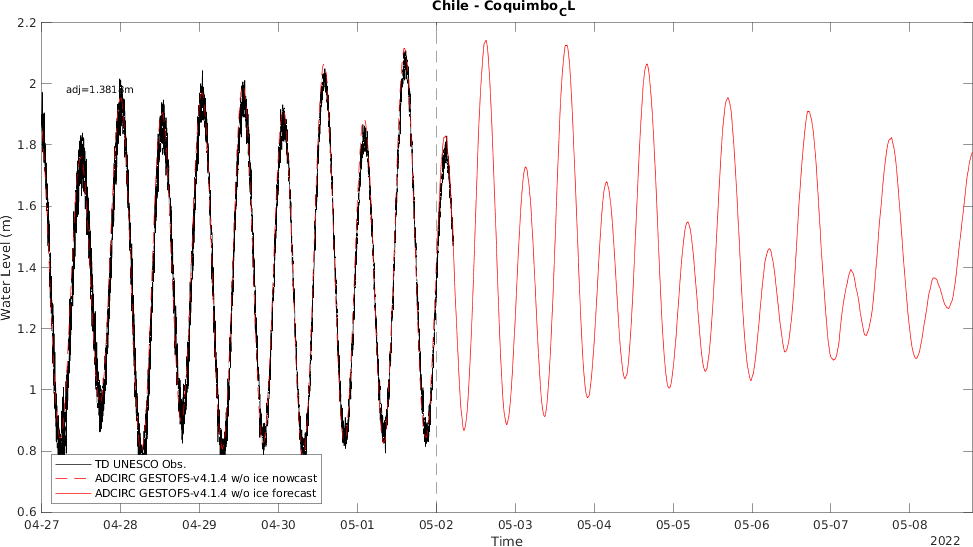 Chile - Coquimbo_CL
2.2
2
1.8
1.6
1.4
1.2
1
0.8
0.6
Water Level (m)
adj=1.3813m
TD UNESCO Obs.
ADCIRC GESTOFS-v4.1.4 w/o ice nowcast
ADCIRC GESTOFS-v4.1.4 w/o ice forecast
04-27 04-28 04-29 04-30 05-01 05-02 05-03 05-04 05-05 05-06 05-07 05-08
Time
2022